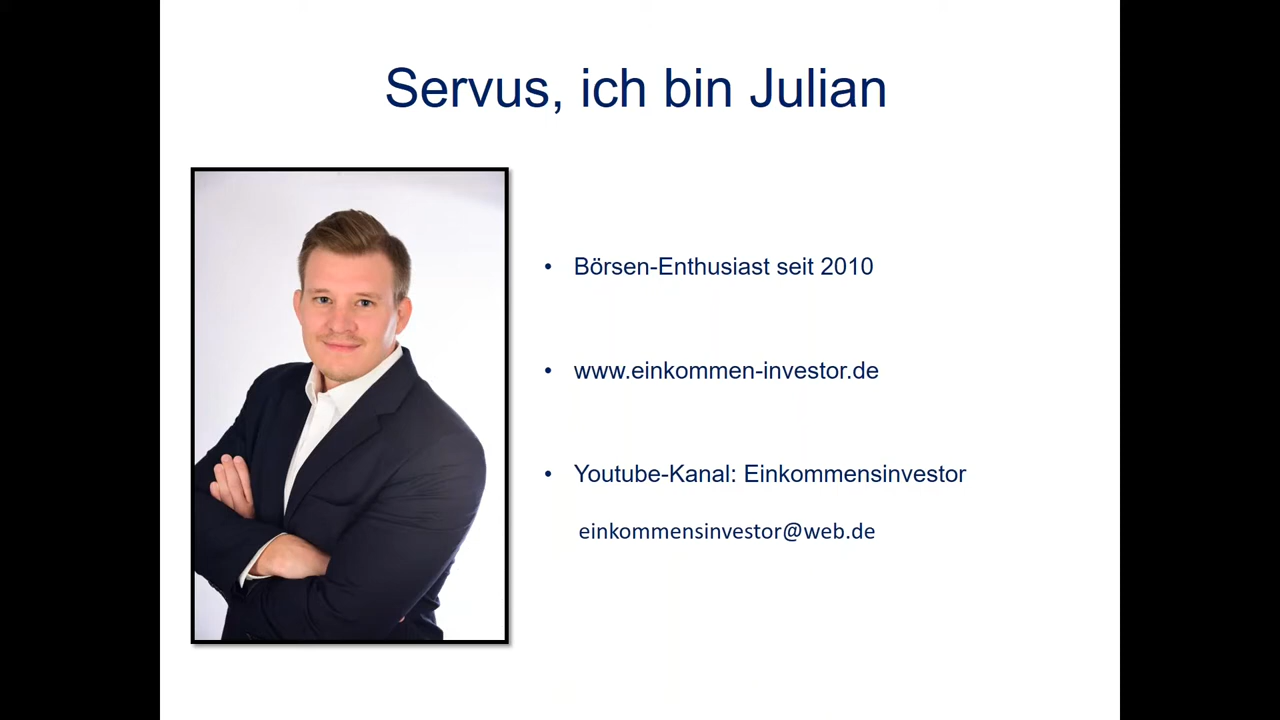 Servus, ich bin Julian
• Börsen-Enthusiast seit 2010
• www.einkommen-investor.de
• Youtube-Kanal: Einkommensinvestor
einkommensinvestor@web.de